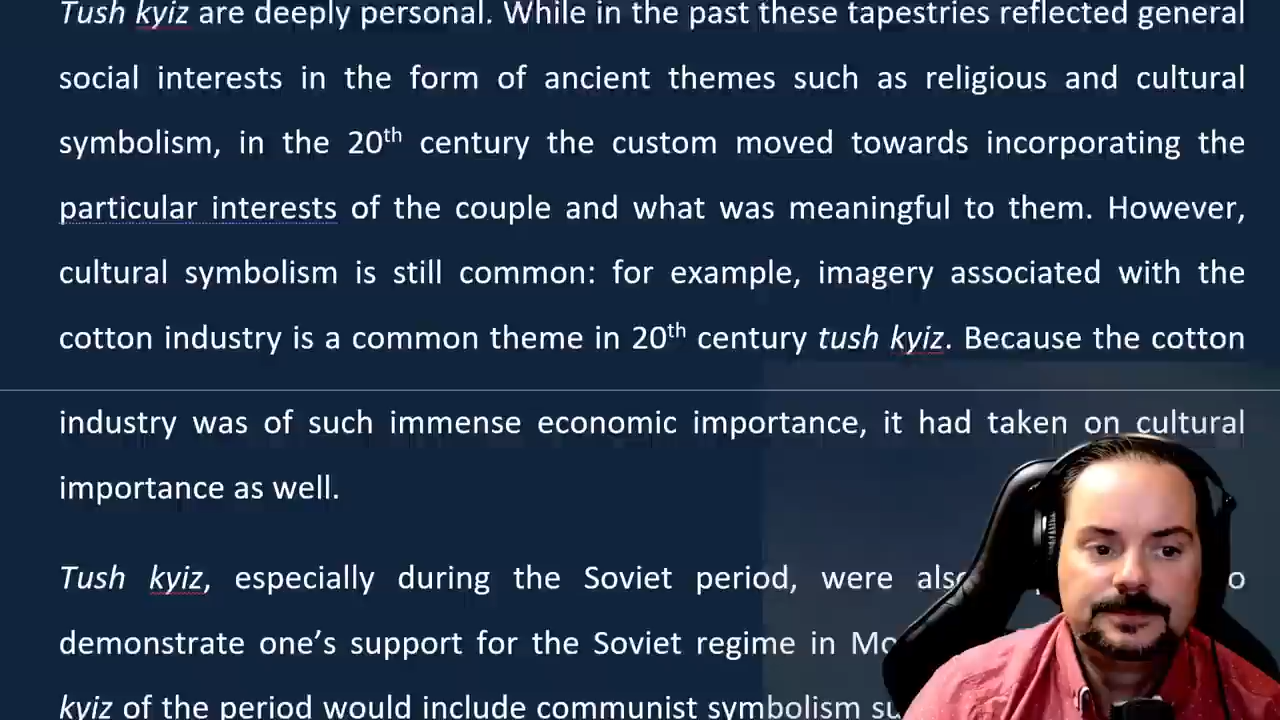 Tush kyiz are deeply personal. While in the past these tapestries reflected general
social interests in the form of ancient themes such as religious and cultural
symbolism, in the 20th century the custom moved towards incorporating the
particular interests of the couple and what was meaningful to them. However,
cultural symbolism is still common: for example, imagery associated with the
cotton industry is a common theme in 20th century tush kyiz. Because the cotton
industry was of such immense economic importance, it had taken on cultural
importance as well.
Tush kyiz, especially during the Soviet period, were also
demonstrate one’s support for the Soviet regime in
kyiz of the period would include communist symbolism